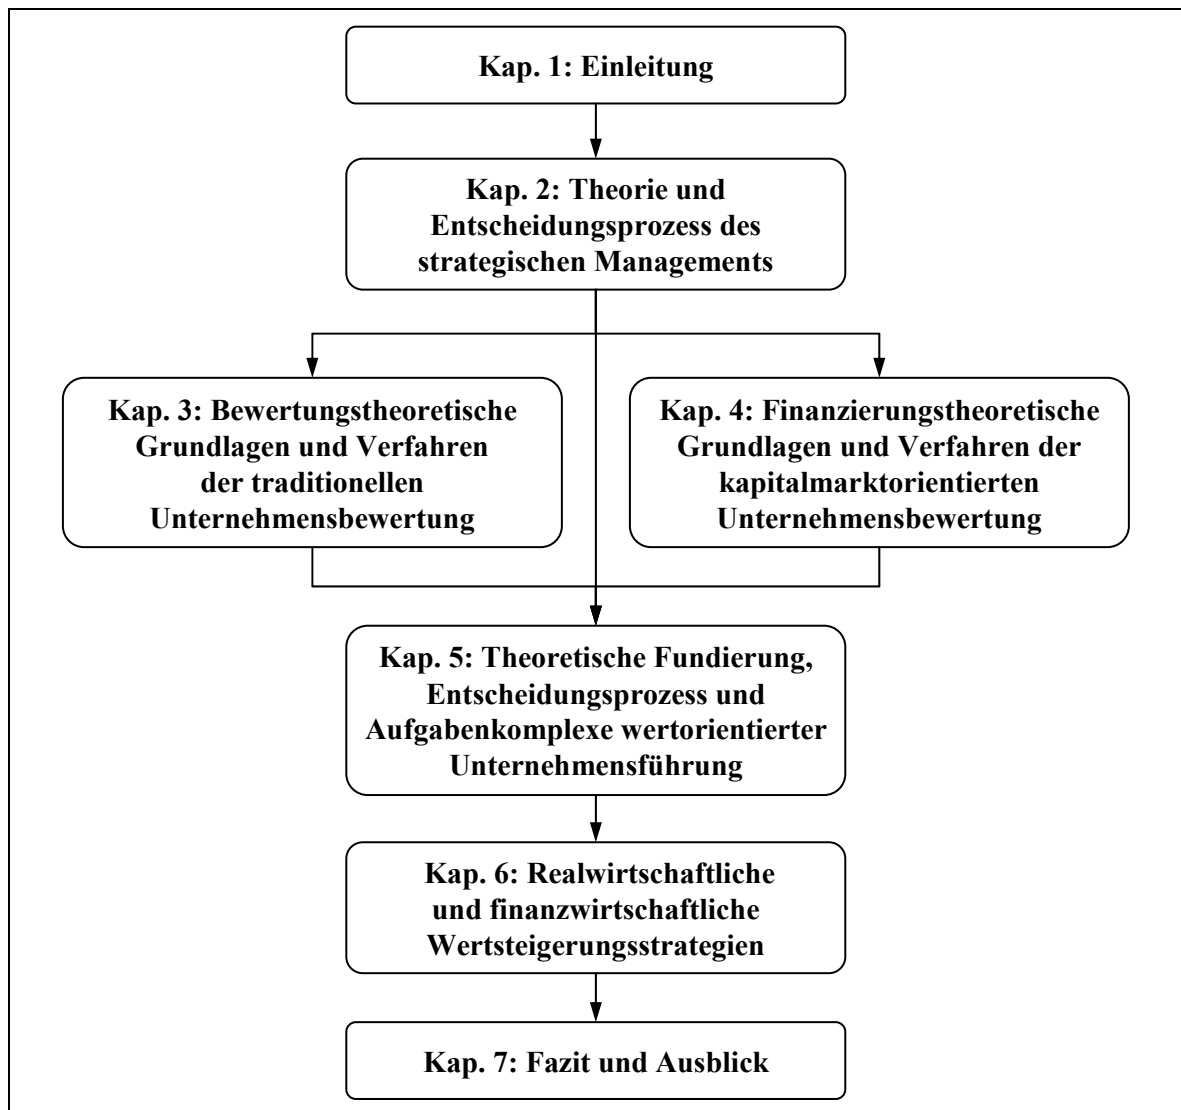 Kap. 1: Einleitung
Kap. 2: Theorie und
Entscheidungsprozess des
strategischen Managements
Kap. 3: Bewertungstheoretische
Grundlagen und Verfahren
der traditionellen
Unternehmensbewertung
Kap. 4: Finanzierungstheoretische
Grundlagen und Verfahren der
kapitalmarktorientierten
Unternehmensbewertung
Kap. 5: Theoretische Fundierung,
Entscheidungsprozess und
Aufgabenkomplexe wertorientierter
Unternehmensführung
Kap. 6: Realwirtschaftliche
und finanzwirtschaftliche
Wertsteigerungsstrategien
Kap. 7: Fazit und Ausblick